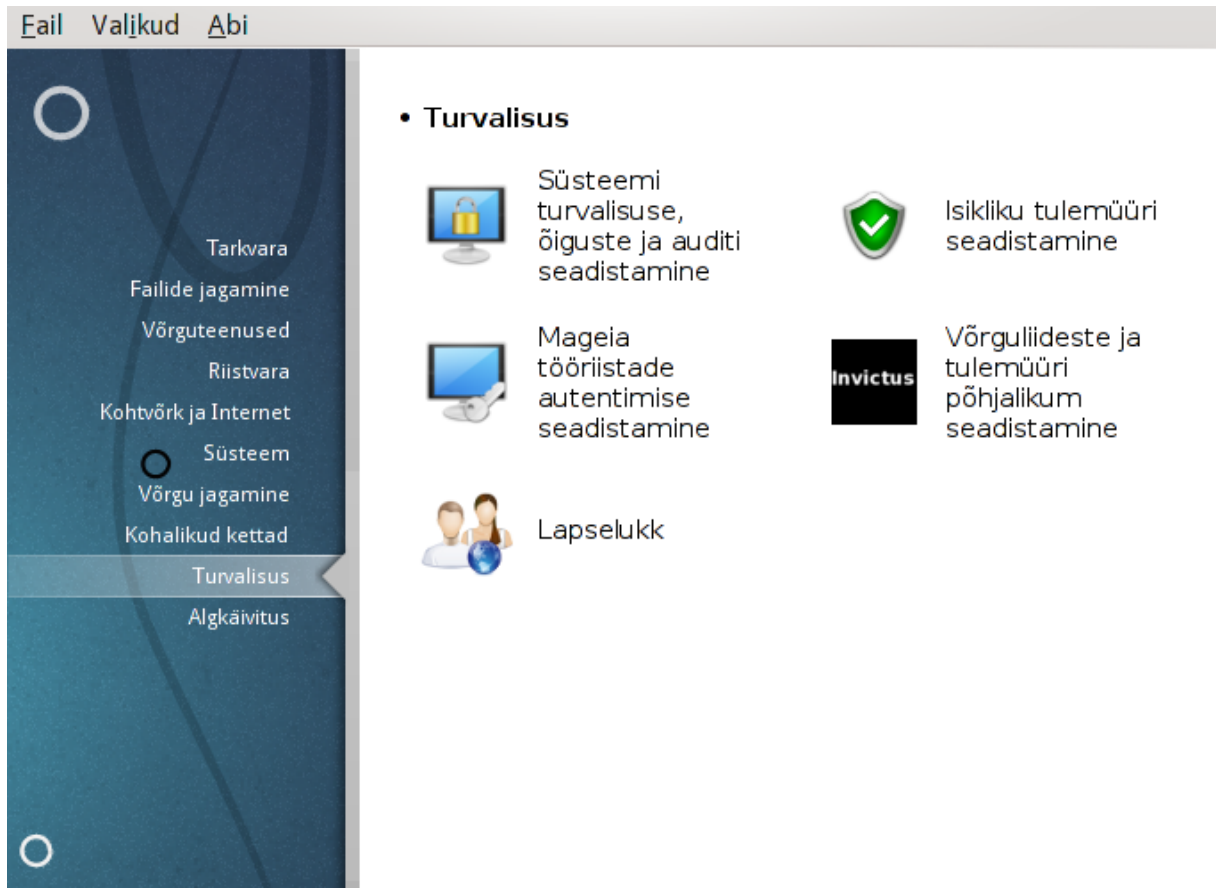 Fail Valikud Abi
Tarkvara
Failide jagamine
Võrguteenused
Riistvara
Kohtvõrk ja Internet
Süsteem
Võrgu jagamine
Kohalikud kettad
Turvalisus
Algkäivitus
• Turvalisus
Süsteemi
turvalisuse,
õiguste ja auditi
seadistamine
Isikliku tulemüüri
seadistamine
Mageia
tööriistade
autentimise
seadistamine
Invictus
Võrguliideste ja
tulemüüri
põhjalikum
seadistamine
Lapselukk